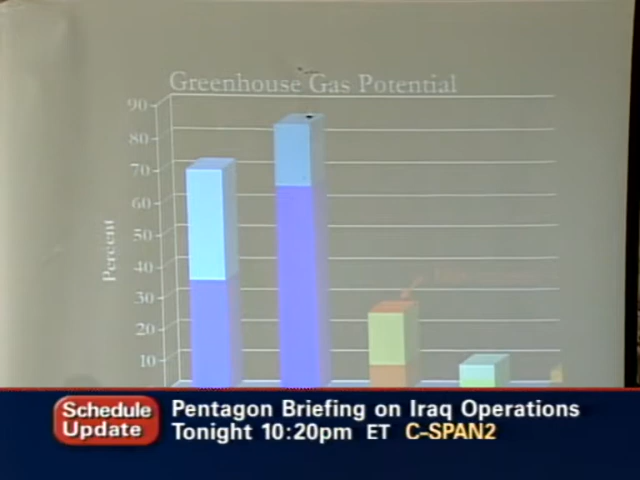 Greenhouse Gas Potential
90
80
70
60
50
40
30
20
10
Percent
Schedule
Update
Pentagon Briefing on Iraq Operations
Tonight 10:20pm ET C-SPAN2